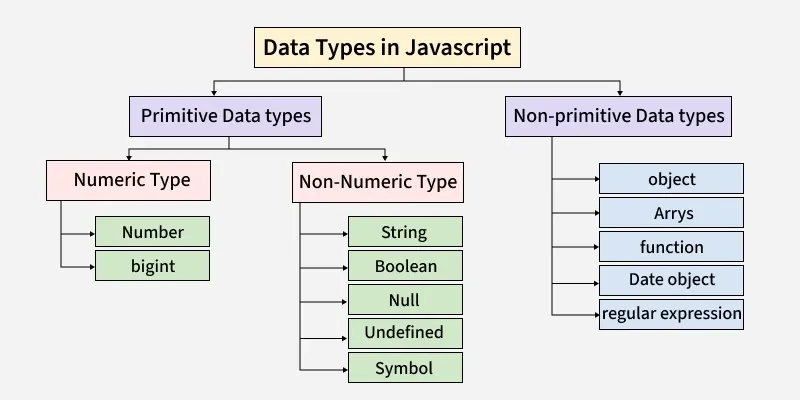 Data Types in Javascript
Primitive Data types
Non-primitive Data types
Numeric Type
Non-Numeric Type
Number
bigint
String
Boolean
Null
Undefined
Symbol
object
Arrys
function
Date object
regular expression